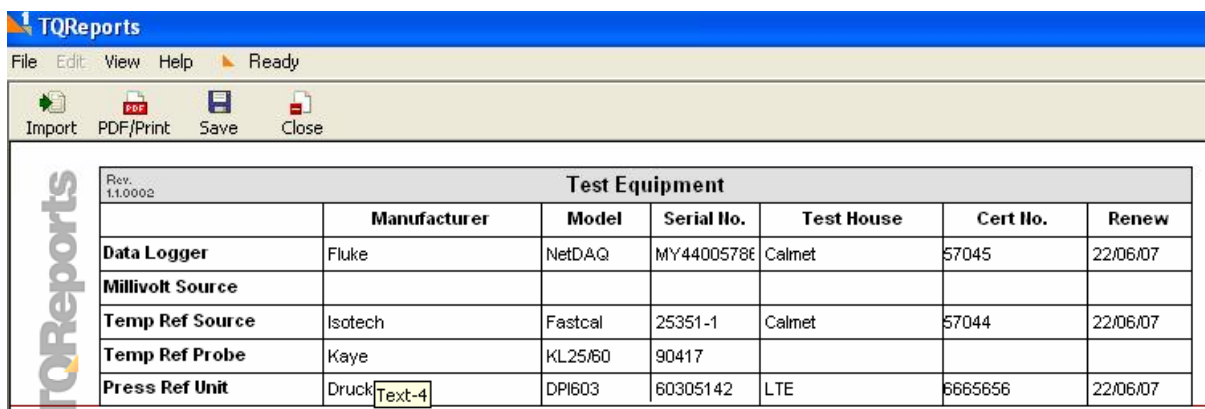 TQReports
File Edit View Help Ready
Import PDF/Print Save Close
TQReports
Rev.
1.1.0002
Test Equipment
Manufacturer Model Serial No. Test House Cert No. Renew
Data Logger Fluke NetDAQ MY44005786 Calmet 57045 22/06/07
Millivolt Source
Temp Ref Source Isotech Fastcal 25351-1 Calmet 57044 22/06/07
Temp Ref Probe Kaye KL25/60 90417
Press Ref Unit Druck DPI603 60305142 LTE 6665656 22/06/07
Text-4